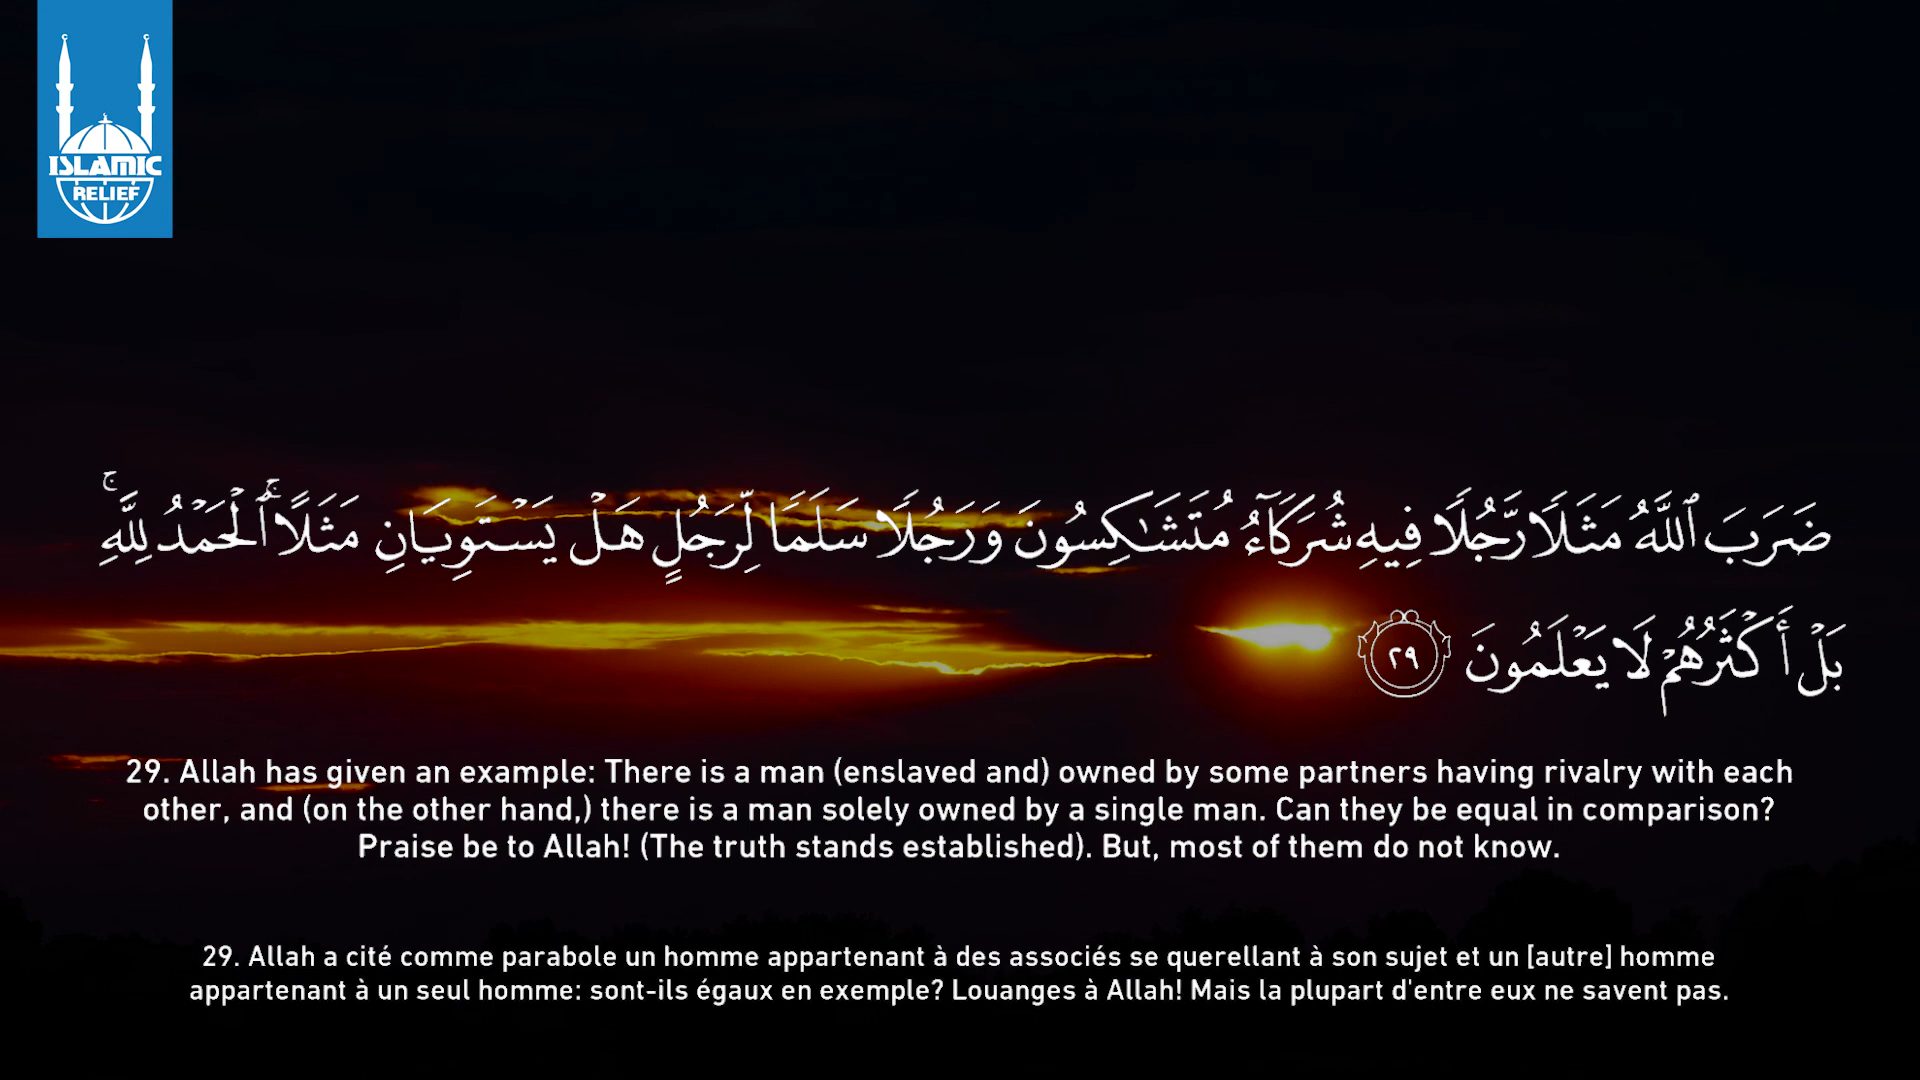 ISLAMIC
RELIEF
ضَرَبَ ٱللَّهُ مَثَلًا رَّجُلًا فِيهِ شُرَكَآءُ مُتَشَٰكِسُونَ وَرَجُلًا سَلَمًا لِّرَجُلٍ هَلْ يَسْتَوِيَانِ مَثَلًا ۚ ٱلْحَمْدُ لِلَّهِ ۚ
بَلْ أَكْثَرُهُمْ لَا يَعْلَمُونَ ٢٩
29. Allah has given an example: There is a man (enslaved and) owned by some partners having rivalry with each
other, and (on the other hand,) there is a man solely owned by a single man. Can they be equal in comparison?
Praise be to Allah! (The truth stands established). But, most of them do not know.
29. Allah a cité comme parabole un homme appartenant à des associés se querellant à son sujet et un [autre] homme
appartenant à un seul homme: sont-ils égaux en exemple? Louanges à Allah! Mais la plupart d'entre eux ne savent pas.